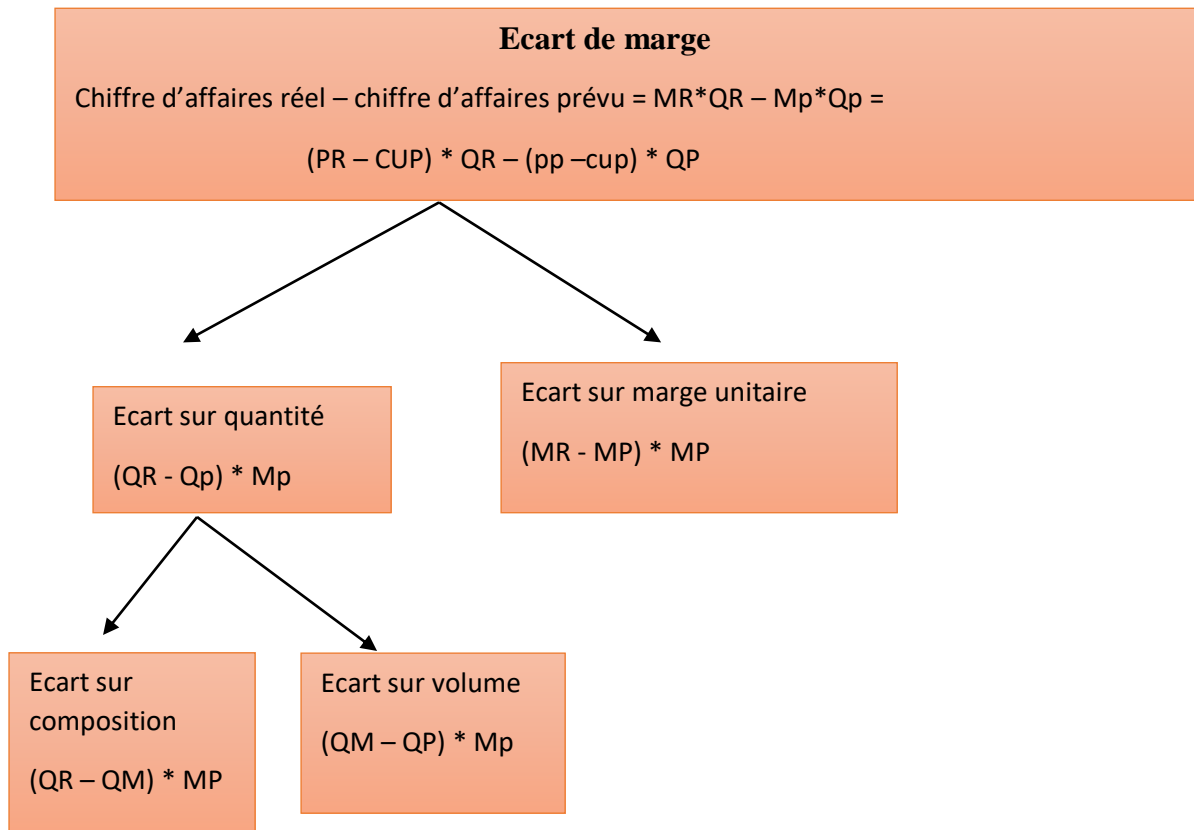 Ecart de marge
Chiffre d’affaires réel – chiffre d’affaires prévu = MR*QR – Mp*Qp =
(PR – CUP) * QR – (pp –cup) * QP
Ecart sur quantité
(QR - Qp) * Mp
Ecart sur marge unitaire
(MR - MP) * MP
Ecart sur
composition
(QR – QM) * MP
Ecart sur volume
(QM – QP) * Mp